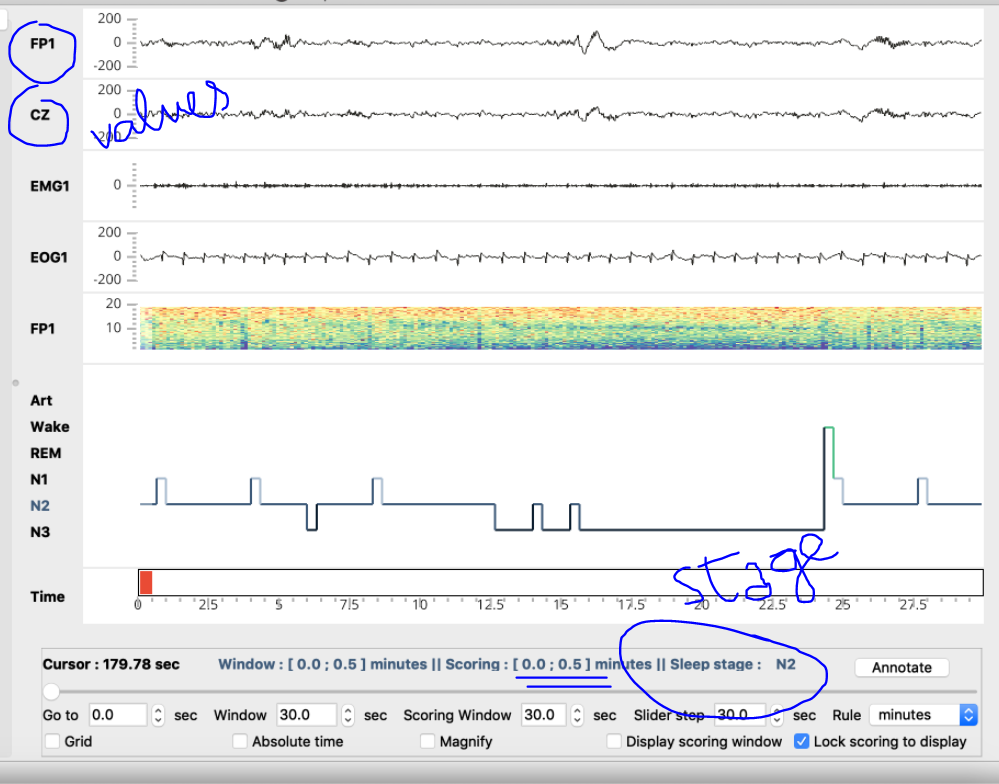 200
FP1 0
-200
200
CZ 0
values
200
EMG1 0
200
EOG1 0
-200
20
FP1 10
Art
Wake
REM
N1
N2
N3
stage
Time
0 2.5 5 7.5 10 12.5 15 17.5 20 22.5 25 27.5
Cursor : 179.78 sec Window : [ 0.0 ; 0.5 ] minutes || Scoring : [ 0.0 ; 0.5 ] minutes || Sleep stage : N2 Annotate
Go to 0.0 sec Window 30.0 sec Scoring Window 30.0 sec Slider step 30.0 sec Rule minutes
Grid Absolute time Magnify Display scoring window Lock scoring to display